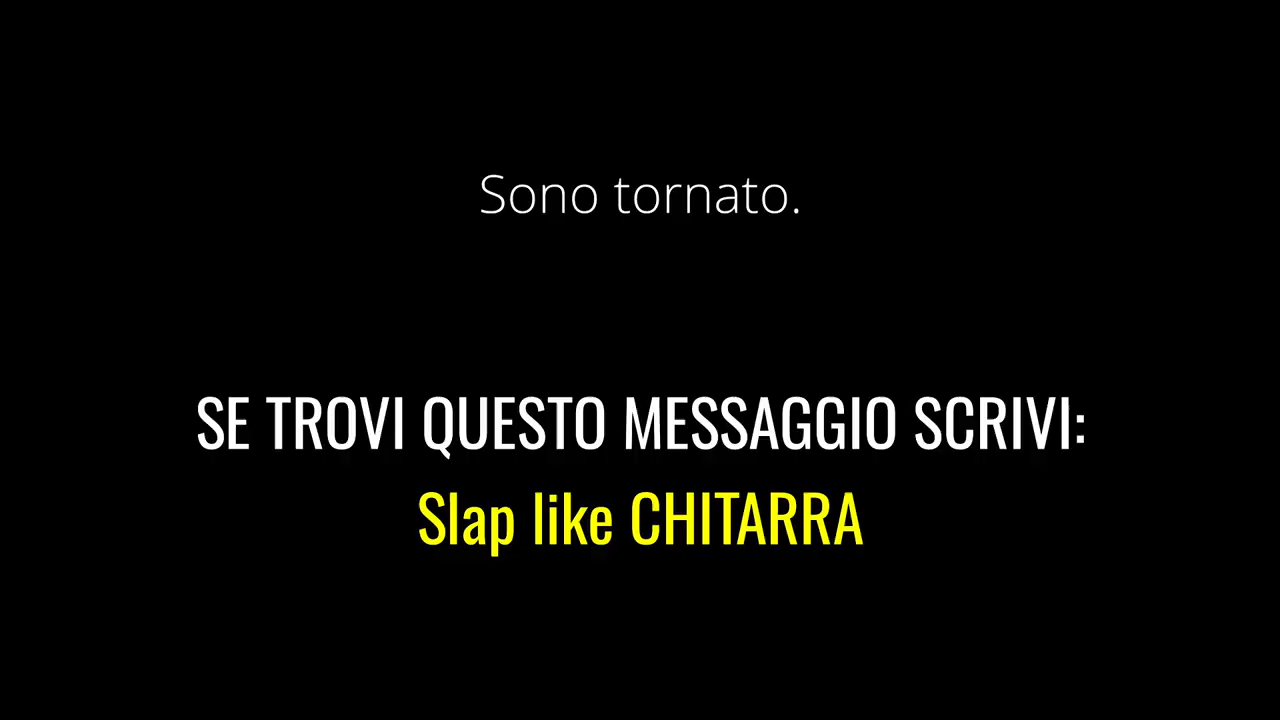 Sono tornato.
SE TROVI QUESTO MESSAGGIO SCRIVI:
Slap like CHITARRA